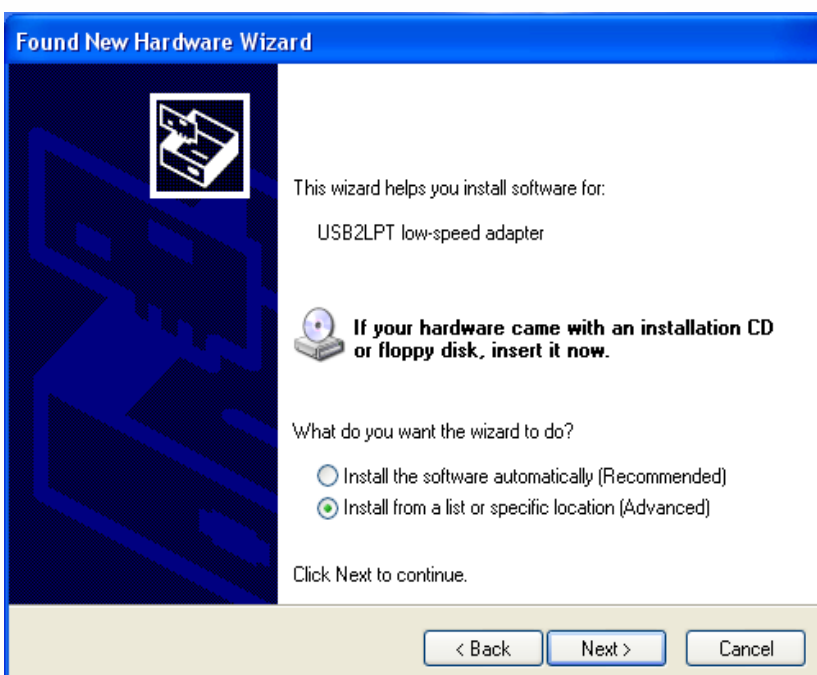 Found New Hardware Wizard
This wizard helps you install software for:
USB2LPT low-speed adapter
If your hardware came with an installation CD
or floppy disk, insert it now.
What do you want the wizard to do?
Install the software automatically (Recommended)
Install from a list or specific location (Advanced)
Click Next to continue.
< Back Next > Cancel